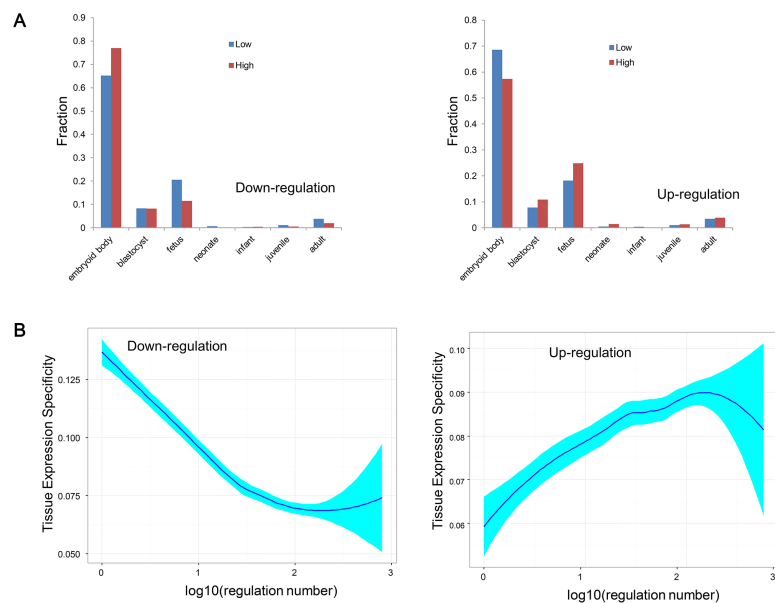 A
0.9
0.8
0.7
0.6
0.5
0.4
0.3
0.2
0.1
0
Fraction
Low
High
Down-regulation
embryoid body
blastocyst
fetus
neonate
infant
juvenile
adult
0.8
0.7
0.6
0.5
0.4
0.3
0.2
0.1
0
Fraction
Low
High
Up-regulation
embryoid body
blastocyst
fetus
neonate
infant
juvenile
adult
B
Down-regulation
Tissue Expression Specificity
0.125
0.100
0.075
0.050
0
1
2
3
log10(regulation number)
Up-regulation
Tissue Expression Specificity
0.10
0.09
0.08
0.07
0.06
0
1
2
3
log10(regulation number)